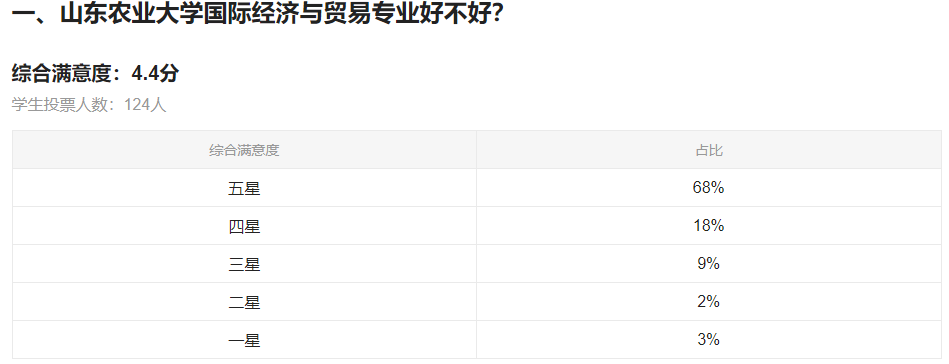 一、山东农业大学国际经济与贸易专业好不好？
综合满意度：4.4分
学生投票人数：124人
综合满意度 占比
五星 68%
四星 18%
三星 9%
二星 2%
一星 3%